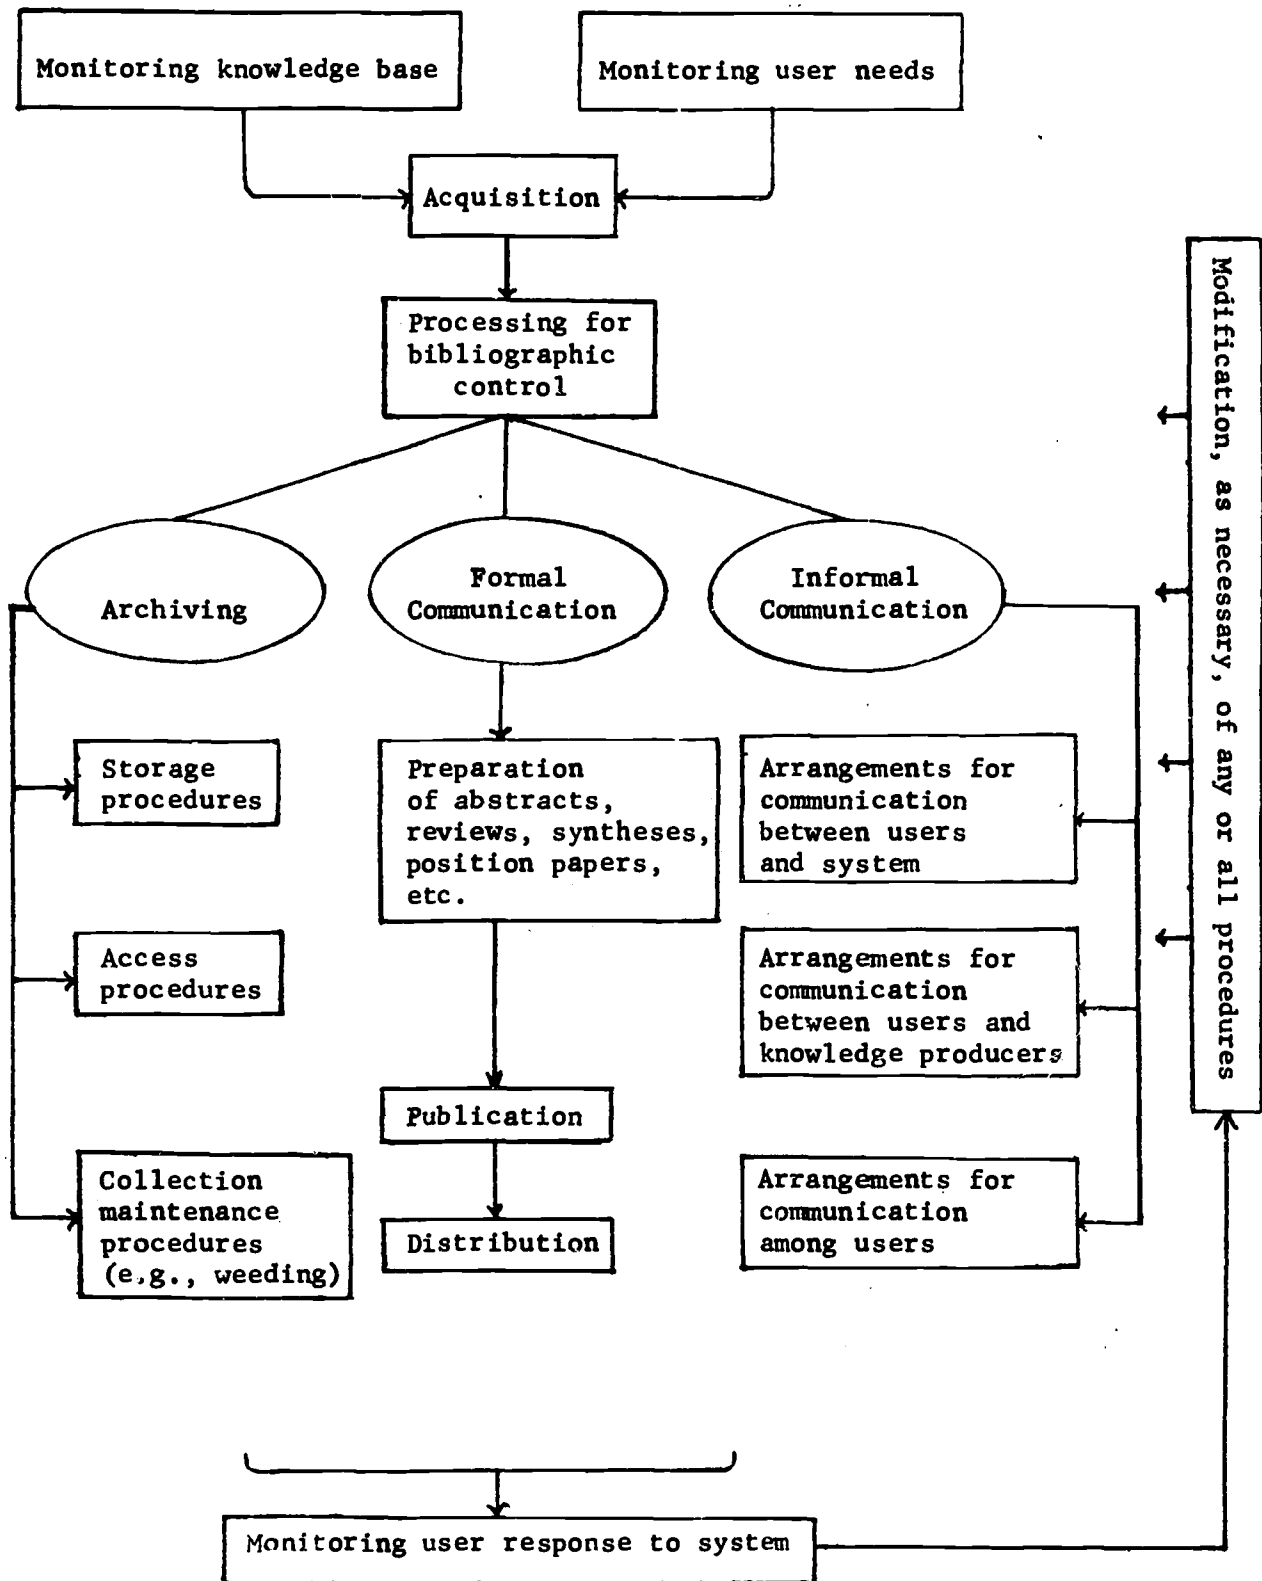 Monitoring knowledge base
Monitoring user needs
Acquisition
Processing for
bibliographic
control
Archiving
Formal
Communication
Informal
Communication
Storage
procedures
Access
procedures
Collection
maintenance
procedures
(e.g., weeding)
Preparation
of abstracts,
reviews, syntheses,
position papers,
etc.
Publication
Distribution
Arrangements for
communication
between users
and system
Arrangements for
communication
between users and
knowledge producers
Arrangements for
communication
among users
Modification, as necessary, of any or all procedures
Monitoring user response to system